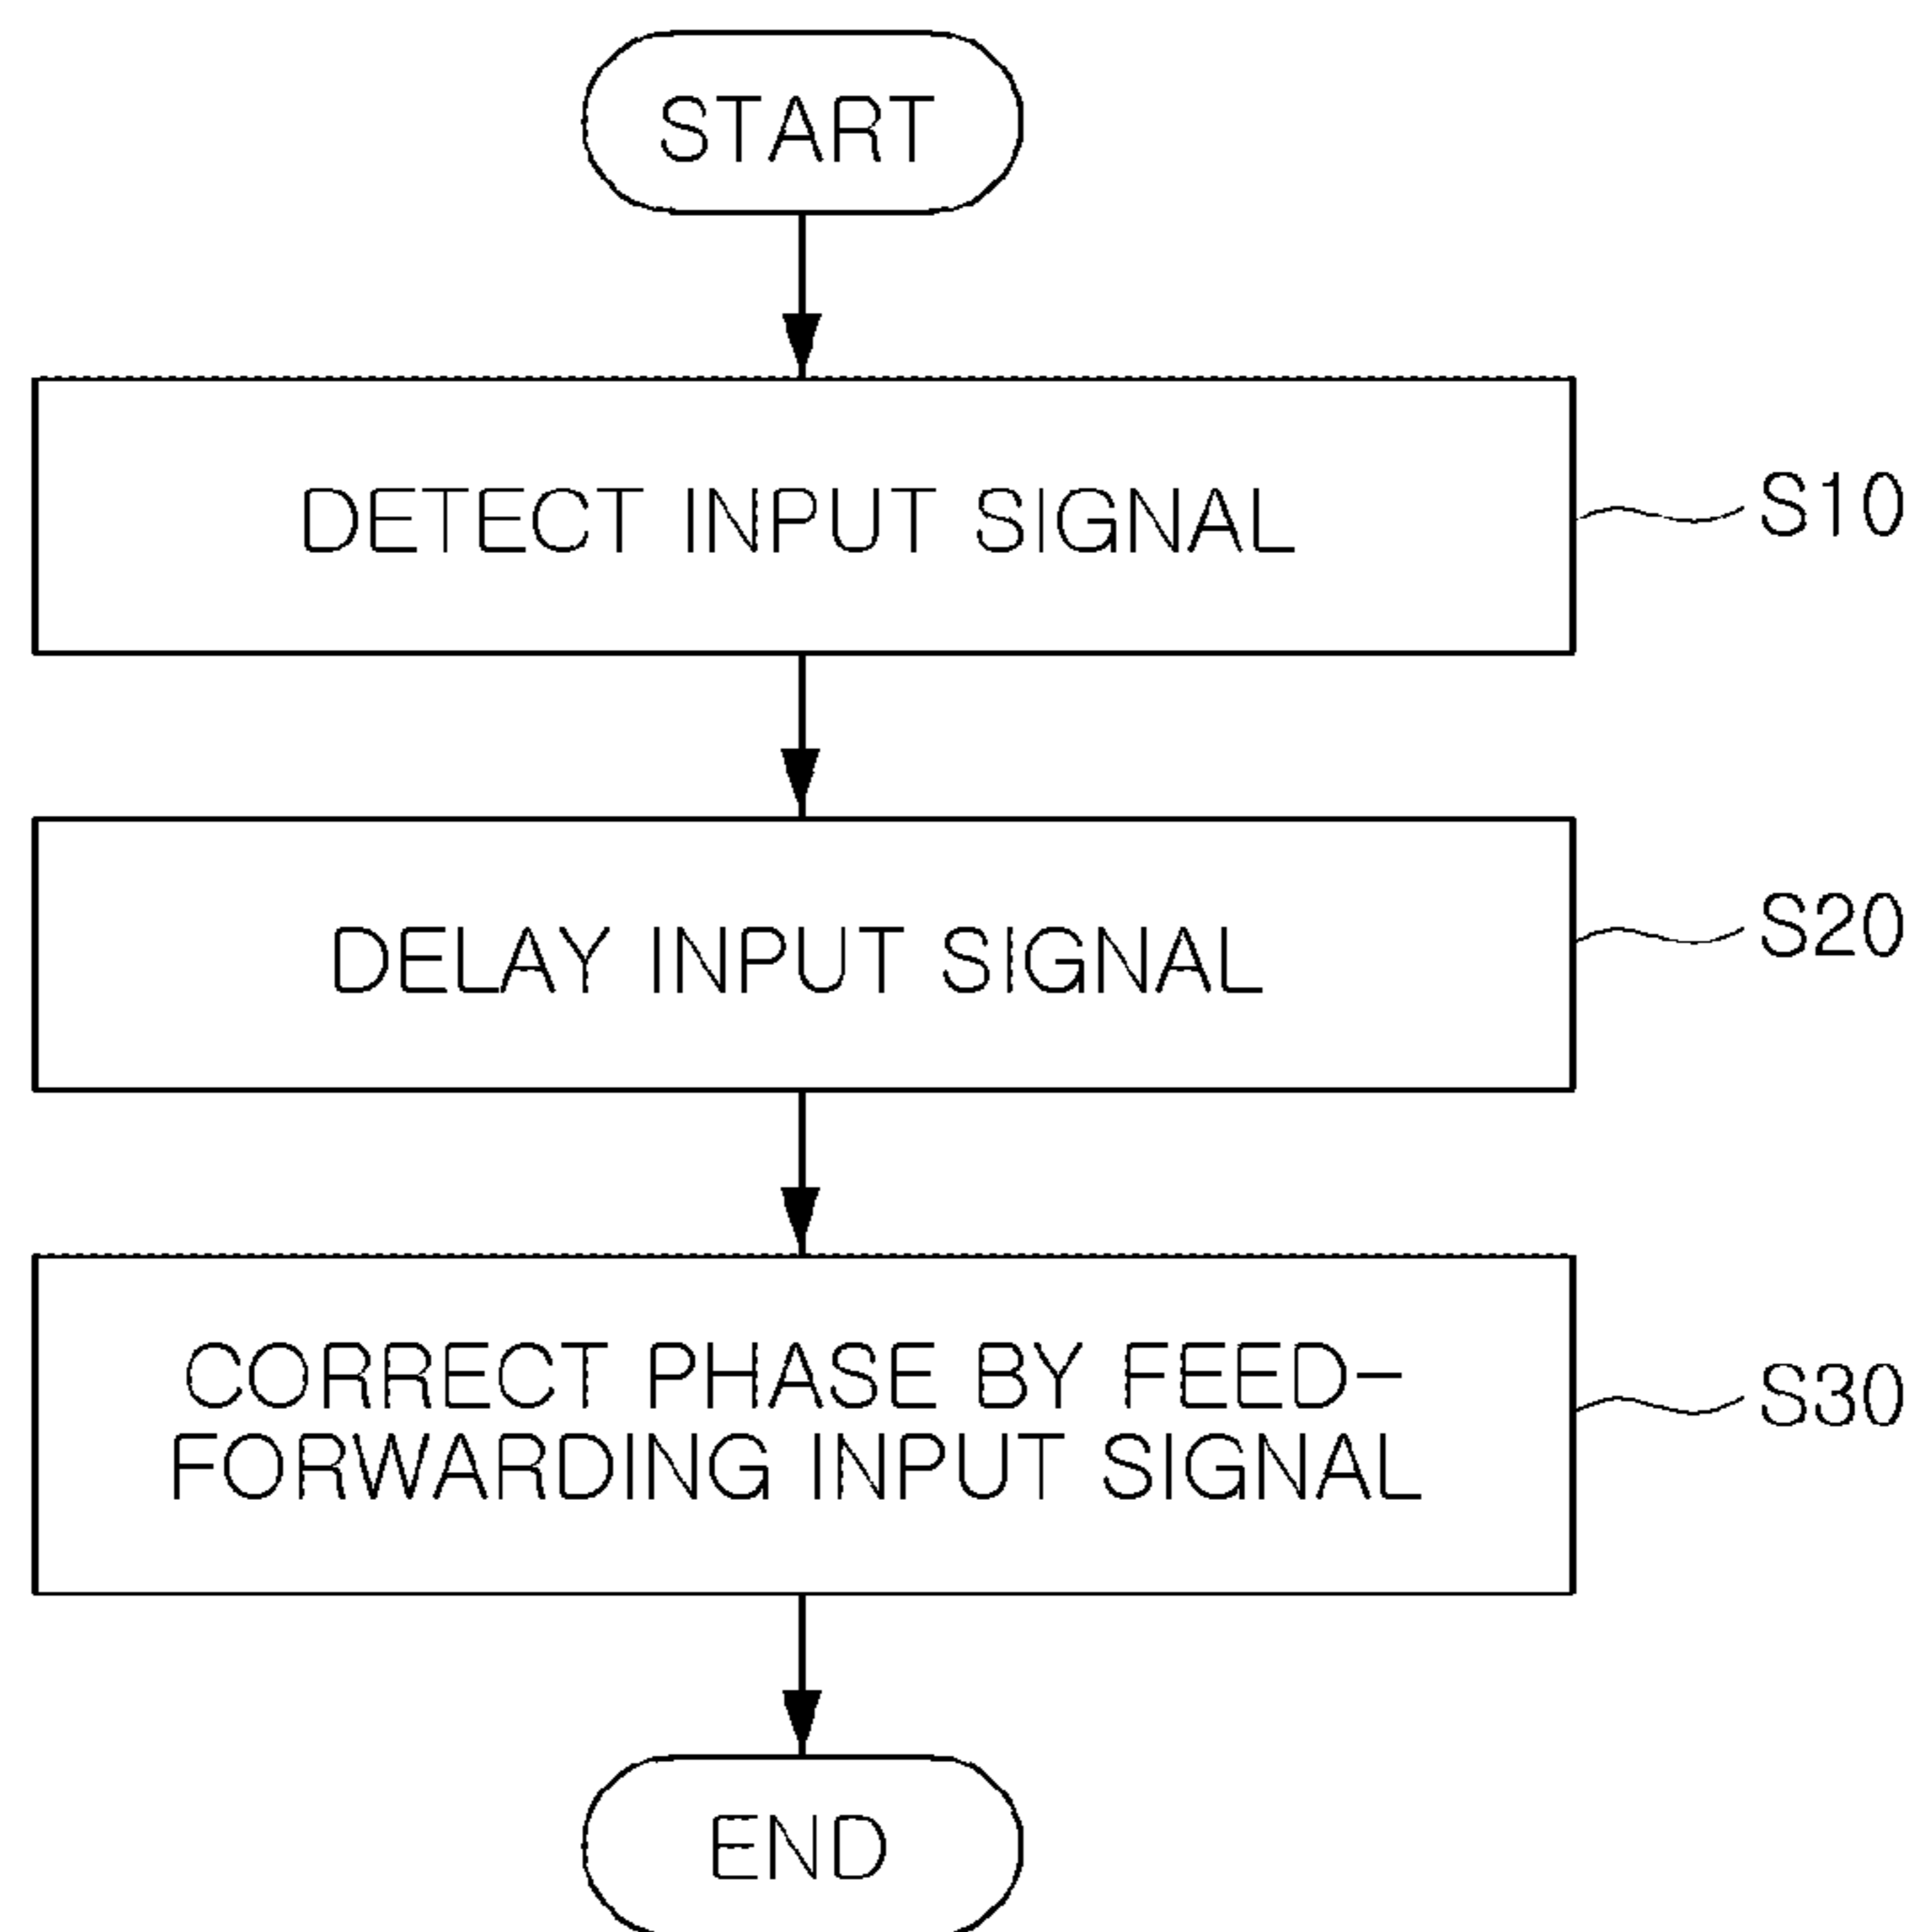 START
DETECT INPUT SIGNAL
S10
DELAY INPUT SIGNAL
S20
CORRECT PHASE BY FEED-
FORWARDING INPUT SIGNAL
S30
END